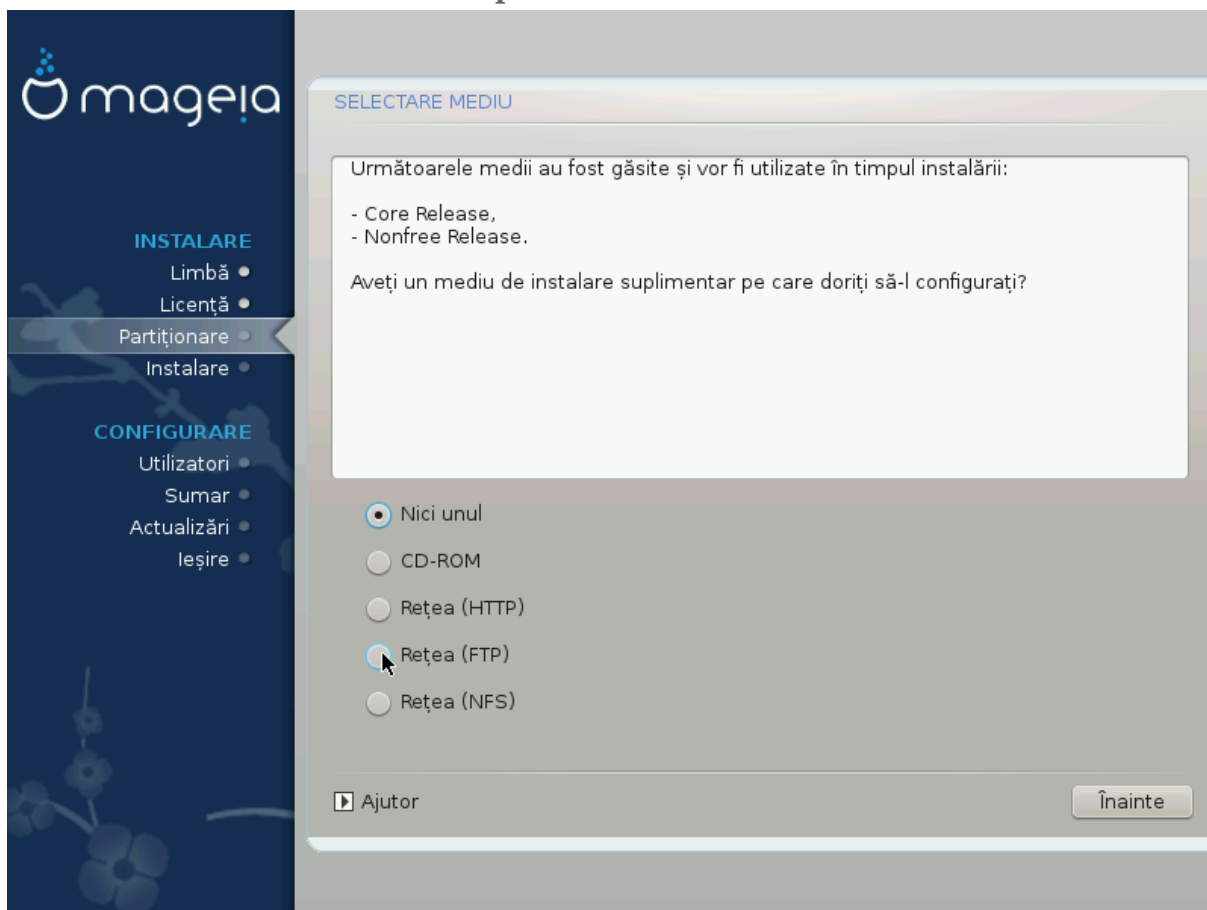 mageia
INSTALARE
Limbă
Licență
Partiționare
Instalare
CONFIGURARE
Utilizatori
Sumar
Actualizări
Ieșire
SELECTARE MEDIU
Următoarele medii au fost găsite și vor fi utilizate în timpul instalării:
- Core Release,
- Nonfree Release.
Aveți un mediu de instalare suplimentar pe care doriți să-l configurați?
Nici unul
CD-ROM
Rețea (HTTP)
Rețea (FTP)
Rețea (NFS)
Ajutor
Înainte